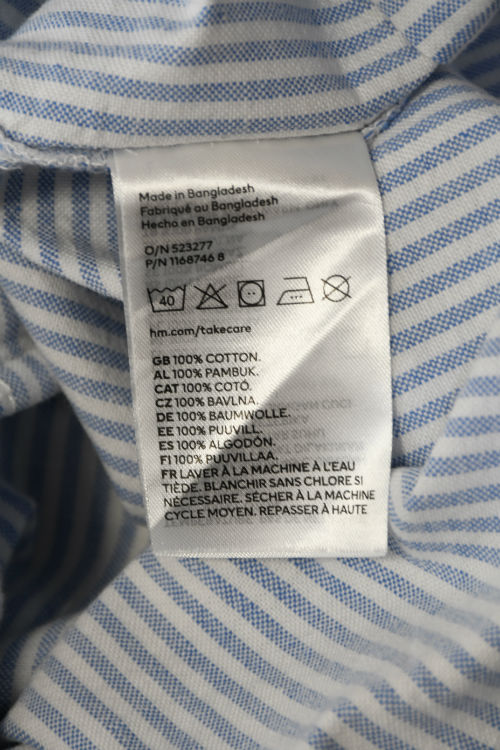 Made in Bangladesh
Fabriqué au Bangladesh
Hecho en Bangladesh
O/N 523277
P/N 1168746 8
40
hm.com/takecare
GB 100% COTTON.
AL 100% PAMBUK.
CAT 100% COTÓ.
CZ 100% BAVLNA.
DE 100% BAUMWOLLE.
EE 100% PUUVILL.
ES 100% ALGODÓN.
FI 100% PUUVILLAA.
FR LAVER À LA MACHINE À L'EAU
TIÈDE. BLANCHIR SANS CHLORE SI
NÉCESSAIRE. SÉCHER À LA MACHINE
CYCLE MOYEN. REPASSER À HAUTE